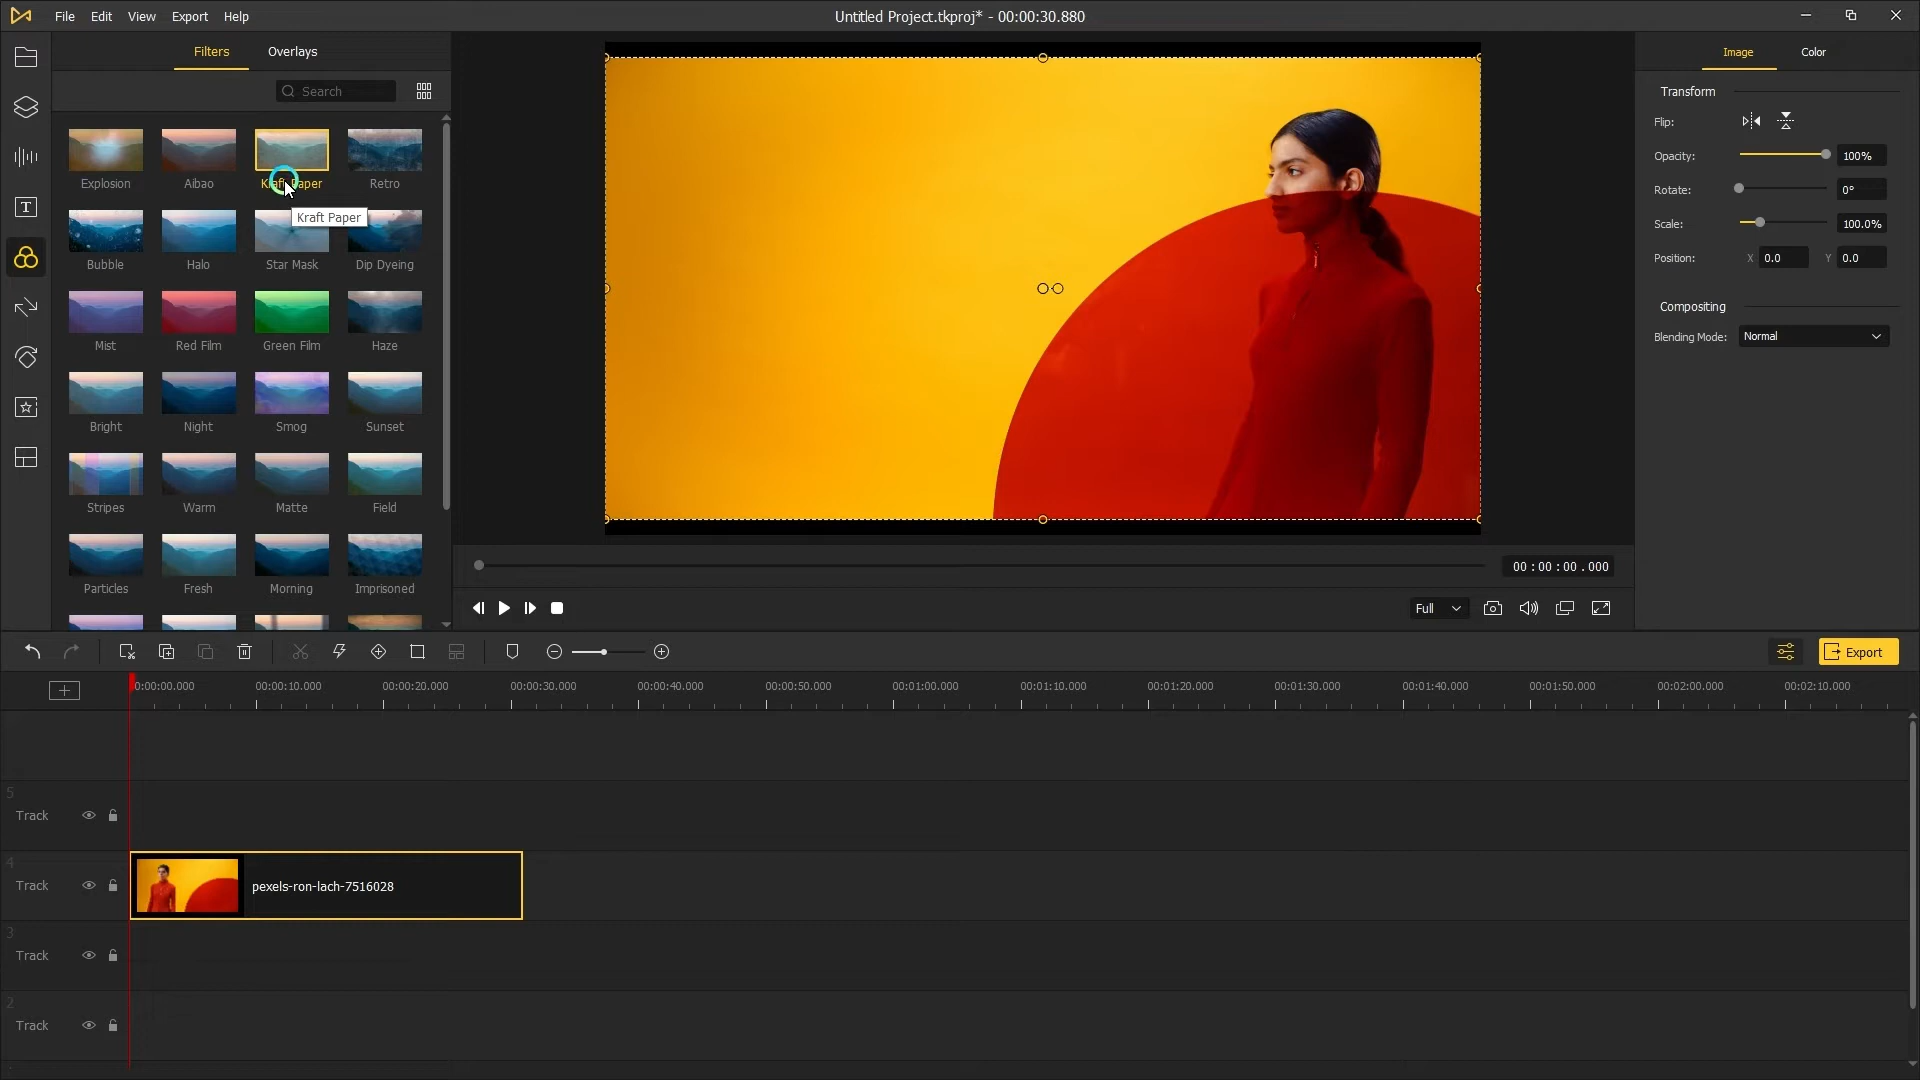 File Edit View Export Help
Untitled Project.tkproj* - 00:00:30.880
Filters Overlays
Search
Explosion Aibao Kraft Paper Retro
Kraft Paper
Bubble Halo Star Mask Dip Dyeing
Mist Red Film Green Film Haze
Bright Night Smog Sunset
Stripes Warm Matte Field
Particles Fresh Morning Imprisoned
Image Color
Transform
Flip:
Opacity: 100%
Rotate: 0°
Scale: 100.0%
Position: X 0.0 Y 0.0
Compositing
Blending Mode: Normal
00 : 00 : 00 . 000
Full
Export
0:00:00.000 00:00:10.000 00:00:20.000 00:00:30.000 00:00:40.000 00:00:50.000 00:01:00.000 00:01:10.000 00:01:20.000 00:01:30.000 00:01:40.000 00:01:50.000 00:02:00.000 00:02:10.000
5
Track
4
Track
pexels-ron-lach-7516028
3
Track
2
Track